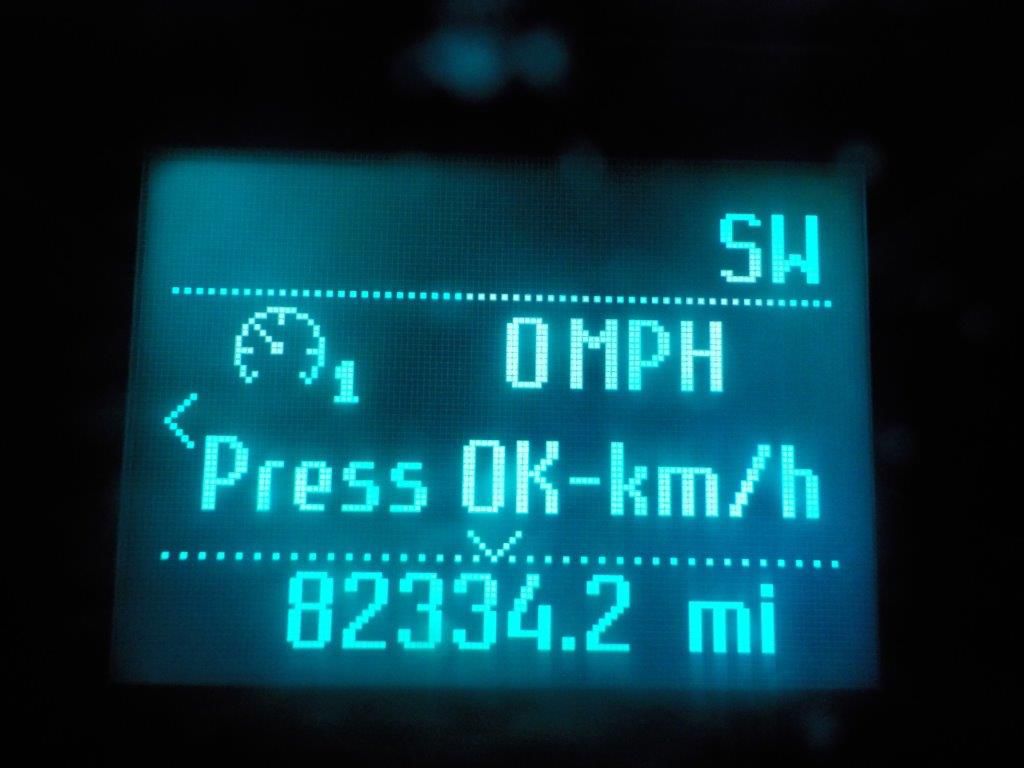 SW
0 MPH
1
Press OK-km/h
82334.2 mi